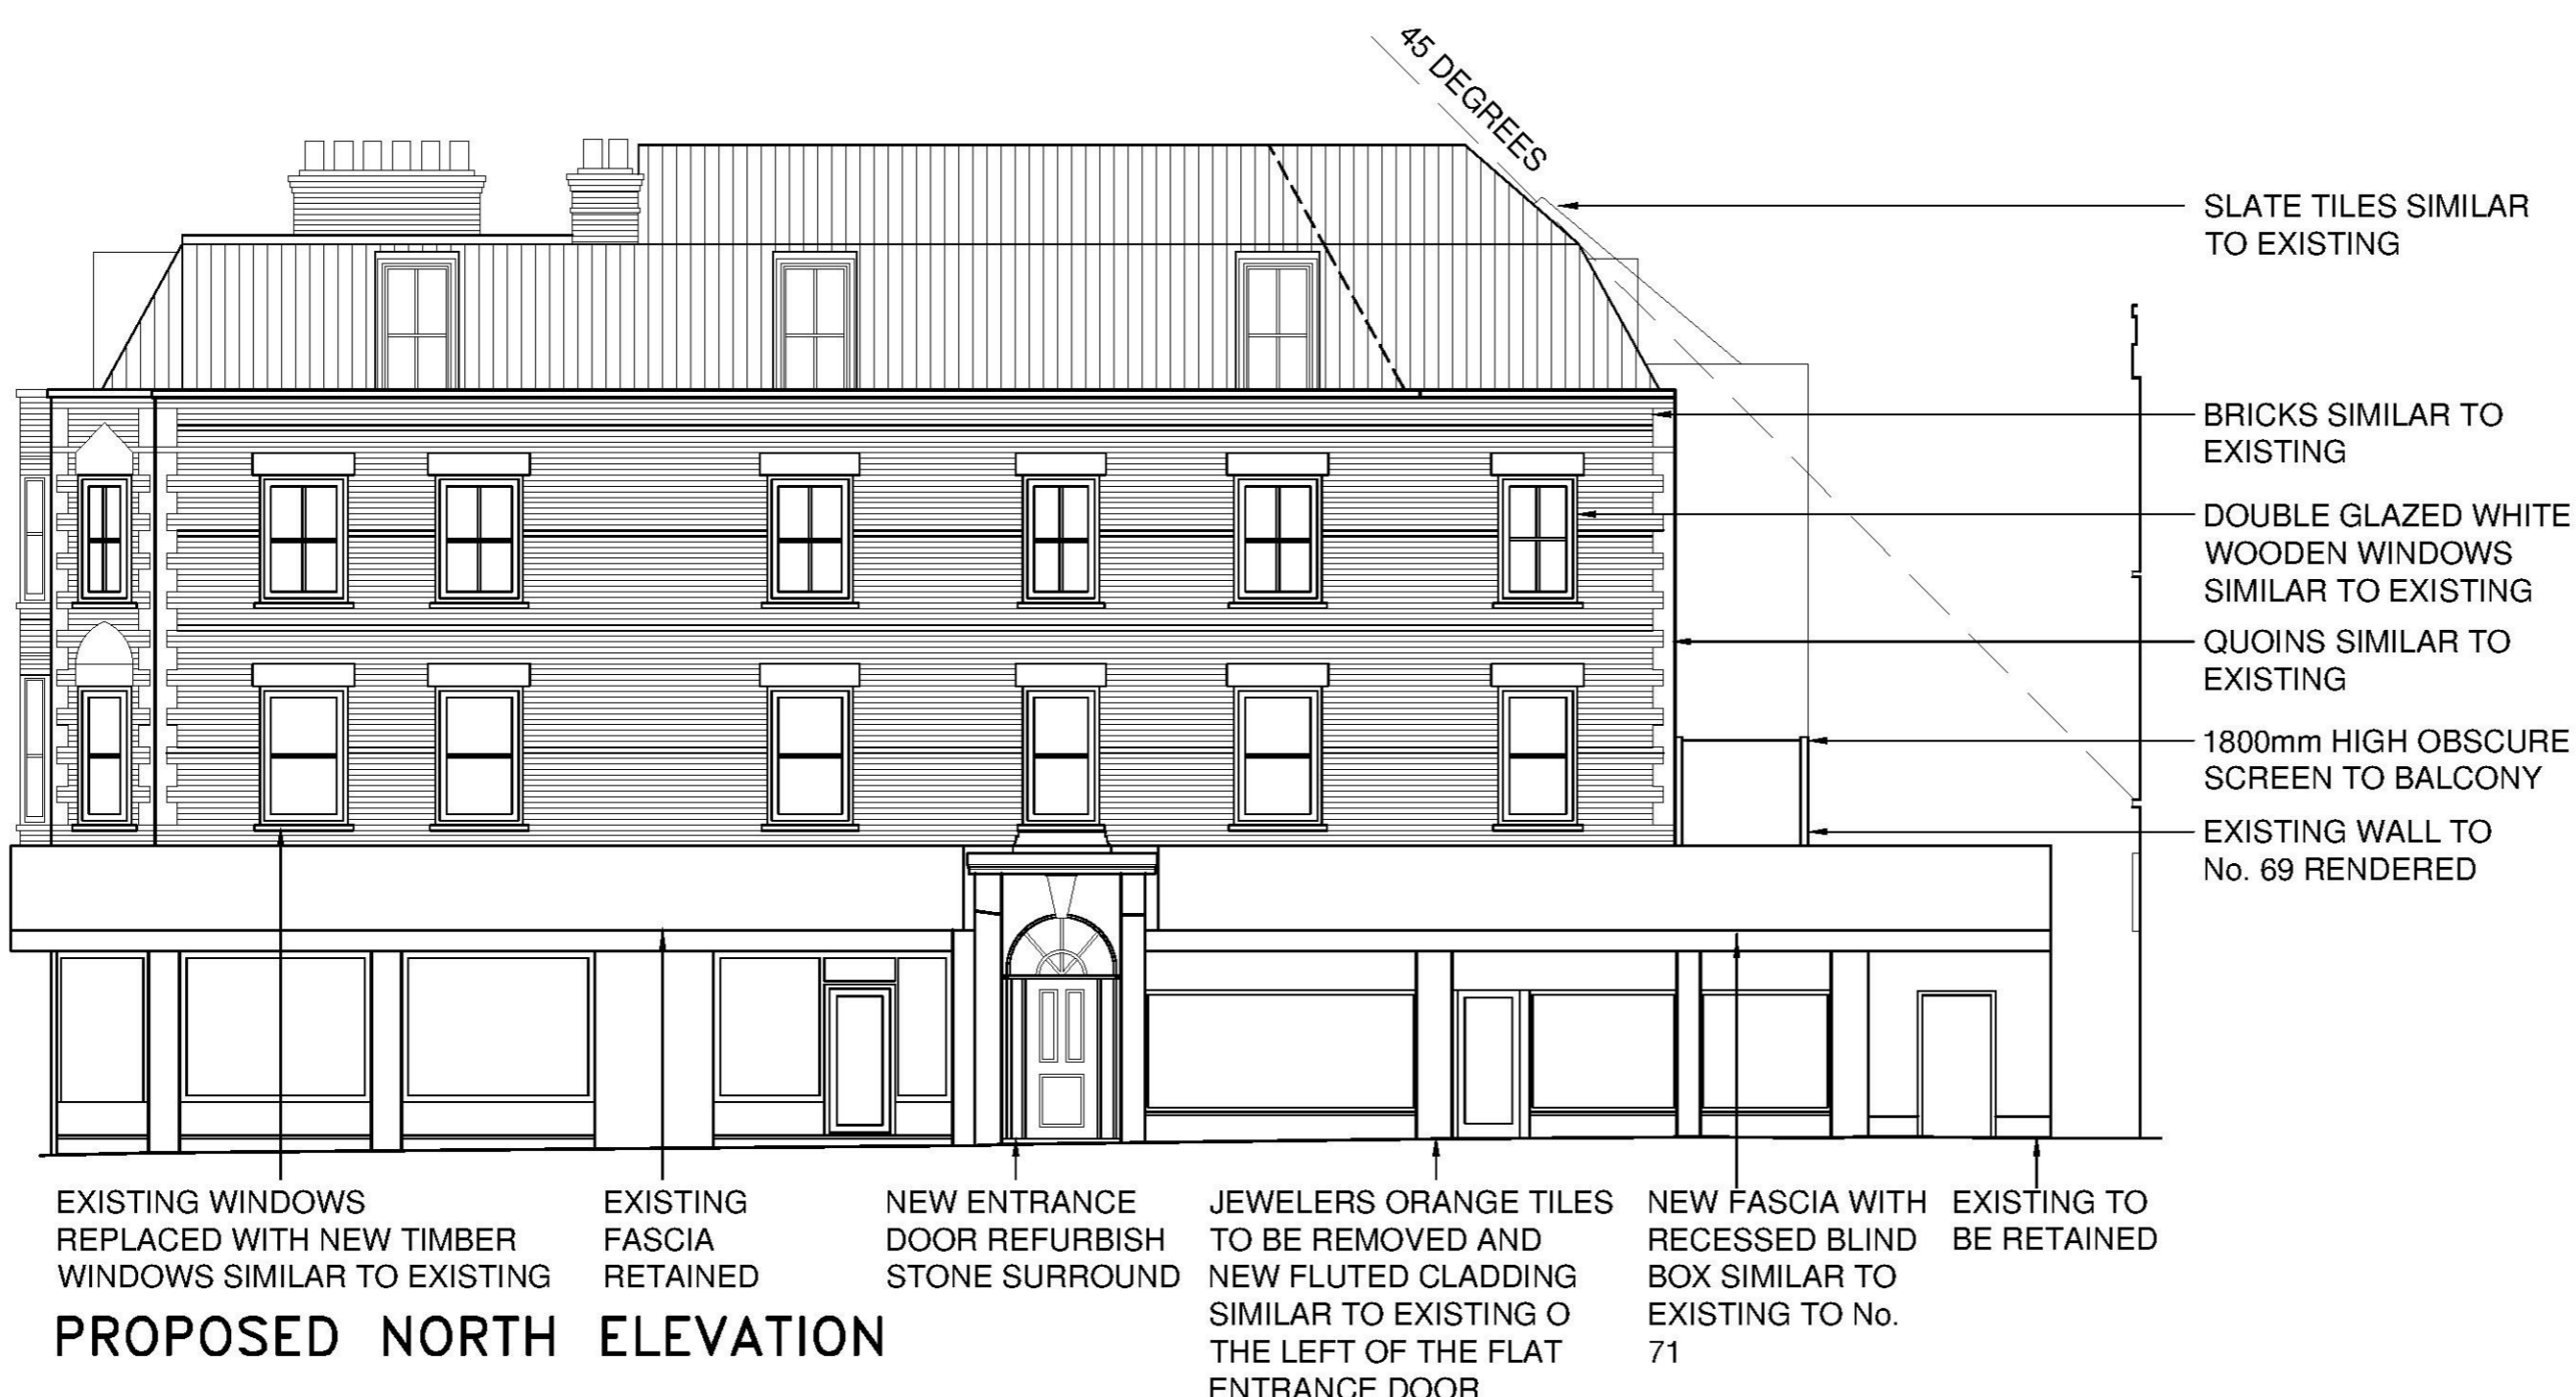 45 DEGREES
SLATE TILES SIMILAR
TO EXISTING
BRICKS SIMILAR TO
EXISTING
DOUBLE GLAZED WHITE
WOODEN WINDOWS
SIMILAR TO EXISTING
QUOINS SIMILAR TO
EXISTING
1800mm HIGH OBSCURE
SCREEN TO BALCONY
EXISTING WALL TO
No. 69 RENDERED
EXISTING WINDOWS
REPLACED WITH NEW TIMBER
WINDOWS SIMILAR TO EXISTING
EXISTING
FASCIA
RETAINED
NEW ENTRANCE
DOOR REFURBISH
STONE SURROUND
JEWELERS ORANGE TILES
TO BE REMOVED AND
NEW FLUTED CLADDING
SIMILAR TO EXISTING O
THE LEFT OF THE FLAT
ENTRANCE DOOR
NEW FASCIA WITH
RECESSED BLIND
BOX SIMILAR TO
EXISTING TO No.
71
EXISTING TO
BE RETAINED
PROPOSED NORTH ELEVATION